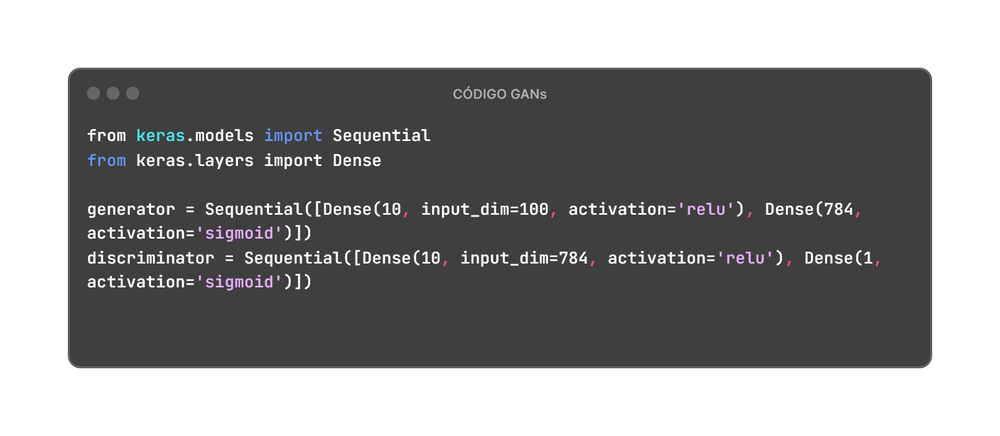 CÓDIGO GANs
from keras.models import Sequential
from keras.layers import Dense
generator = Sequential([Dense(10, input_dim=100, activation='relu'), Dense(784,
activation='sigmoid')])
discriminator = Sequential([Dense(10, input_dim=784, activation='relu'), Dense(1,
activation='sigmoid')])